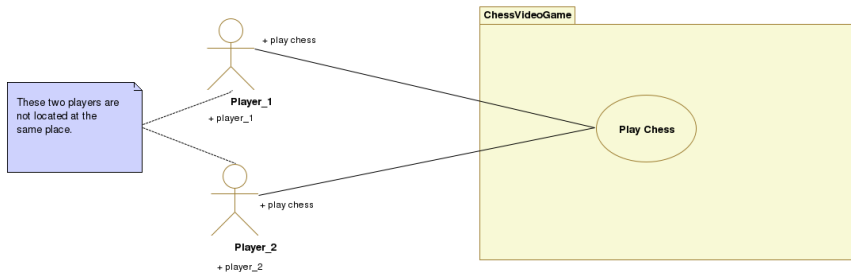 ChessVideoGame
+ play chess
Player_1
+ player_1
These two players are
not located at the
same place.
Play Chess
+ play chess
Player_2
+ player_2